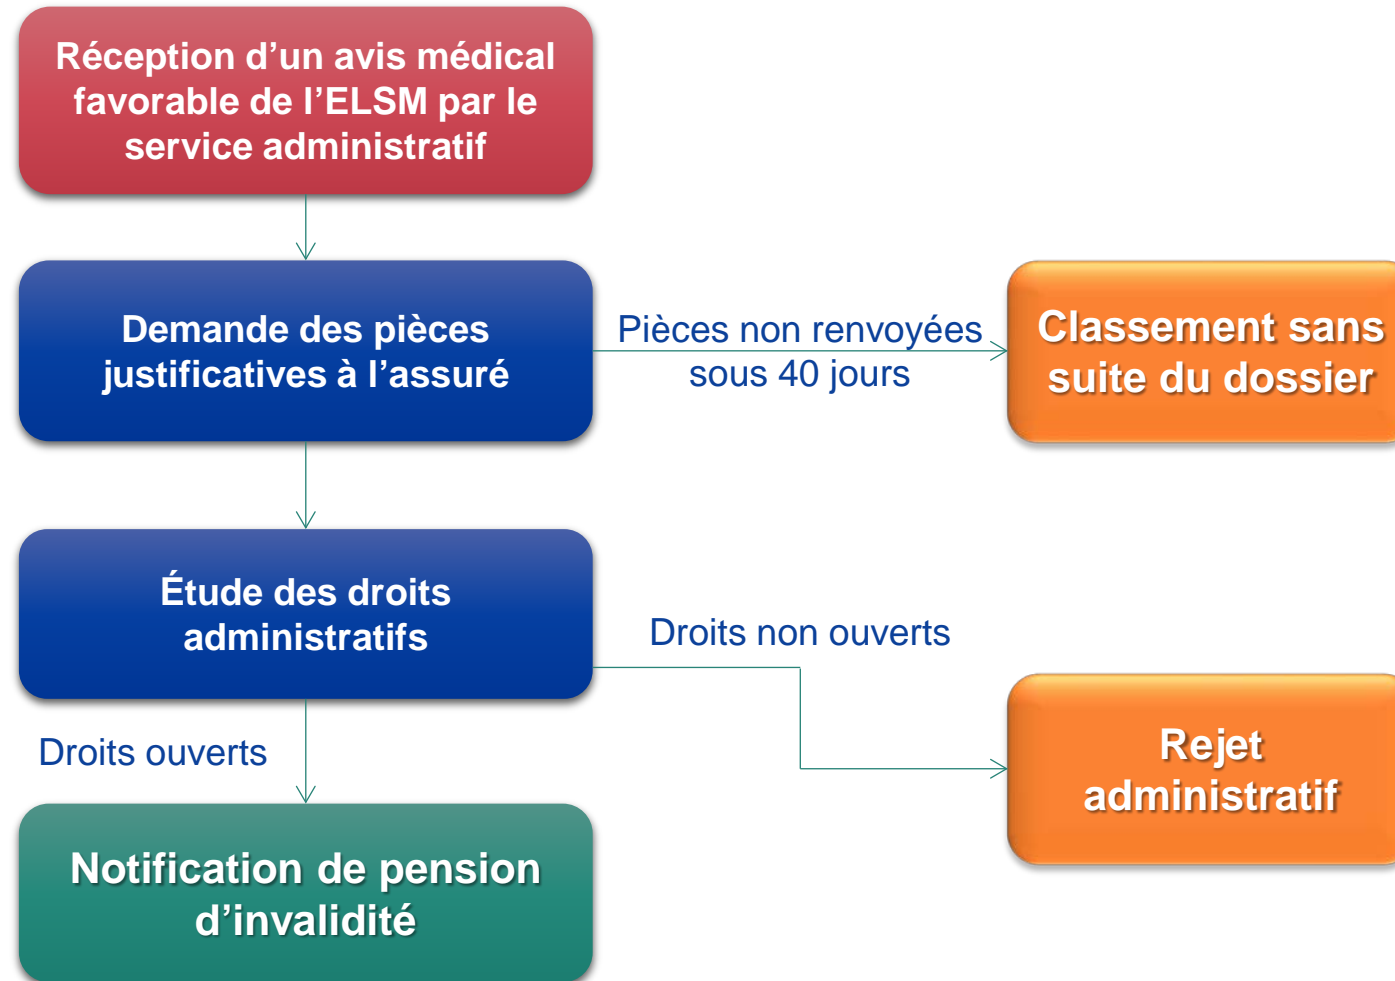 Réception d’un avis médical
favorable de l’ELSM par le
service administratif
Demande des pièces
justificatives à l’assuré
Pièces non renvoyées
sous 40 jours
Classement sans
suite du dossier
Étude des droits
administratifs
Droits non ouverts
Rejet
administratif
Droits ouverts
Notification de pension
d’invalidité